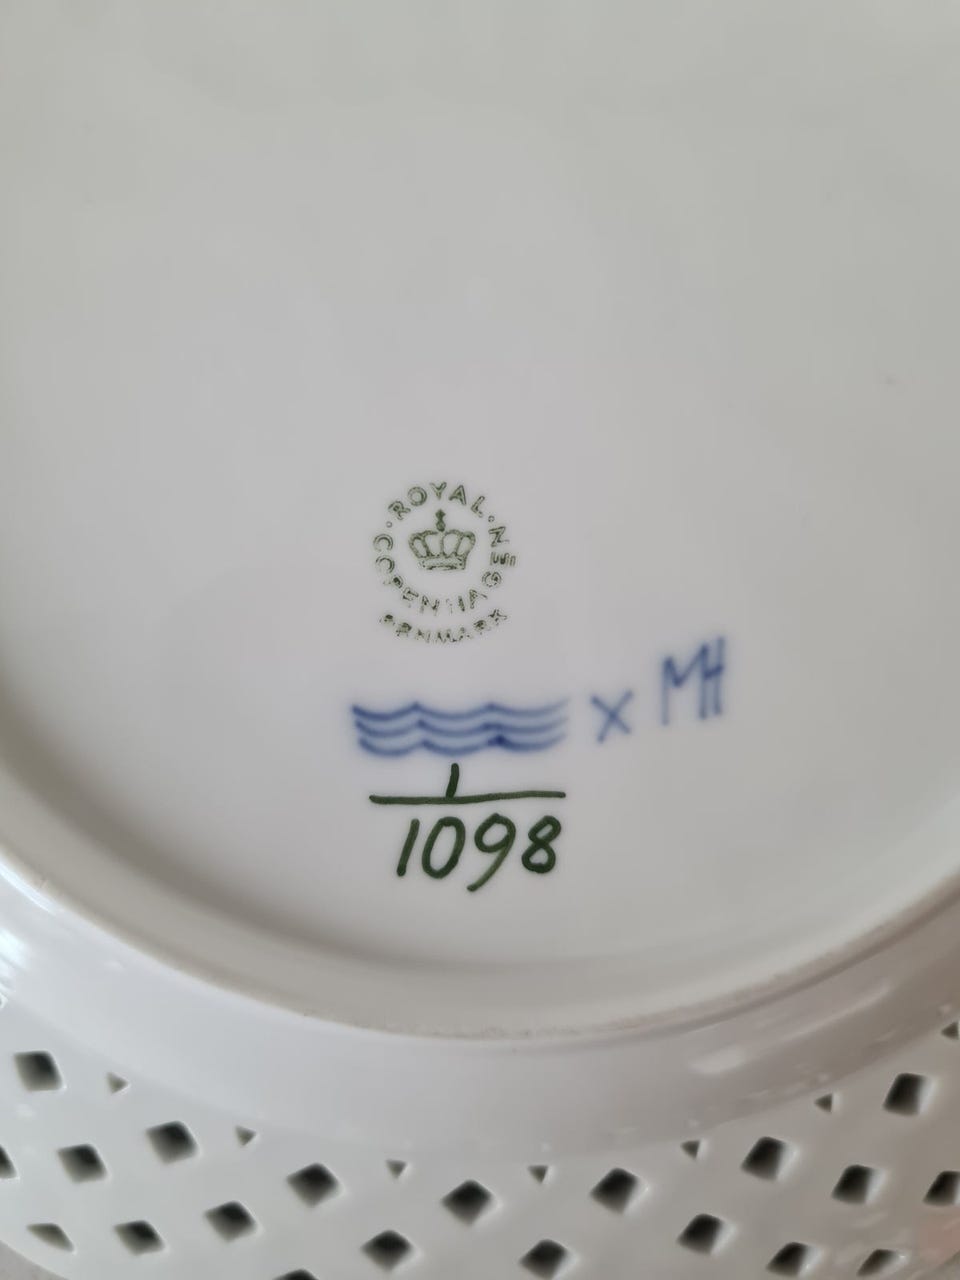 ROYAL
COPENHAGEN
DENMARK
x MH
1
1098